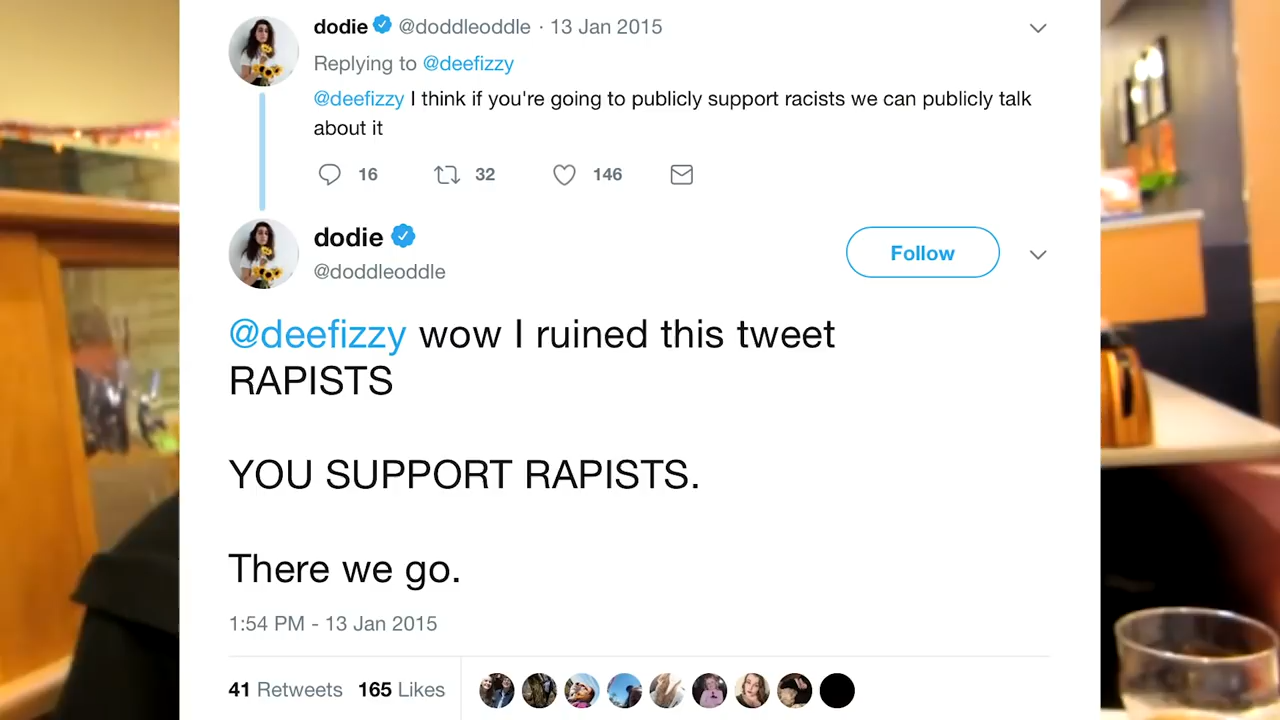 dodie @doddleoddle · 13 Jan 2015
Replying to @deefizzy
@deefizzy I think if you're going to publicly support racists we can publicly talk
about it
16 32 146
dodie
@doddleoddle
Follow
@deefizzy wow I ruined this tweet
RAPISTS
YOU SUPPORT RAPISTS.
There we go.
1:54 PM - 13 Jan 2015
41 Retweets 165 Likes